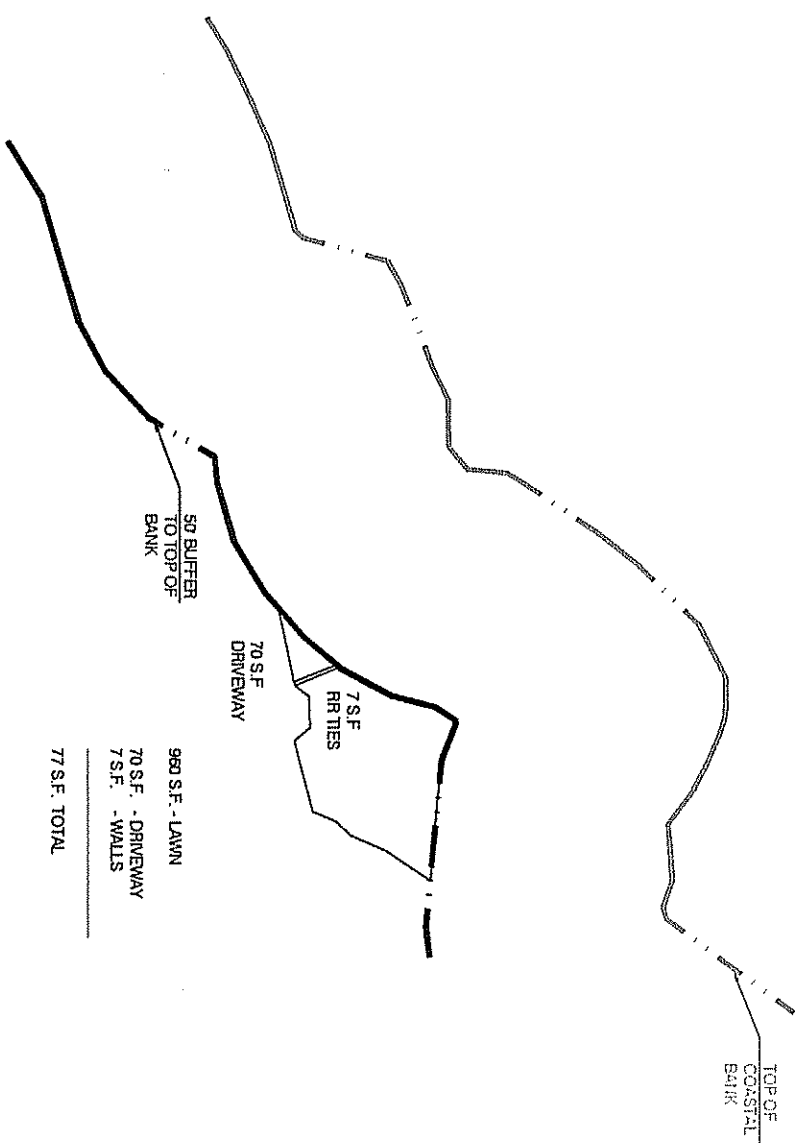 TOP OF
COASTAL
BANK
50' BUFFER
TO TOP OF
BANK
7 S.F
RR TIES
70 S.F
DRIVEWAY
960 S.F. - LAWN
70 S.F. - DRIVEWAY
7 S.F. - WALLS
77 S.F. TOTAL